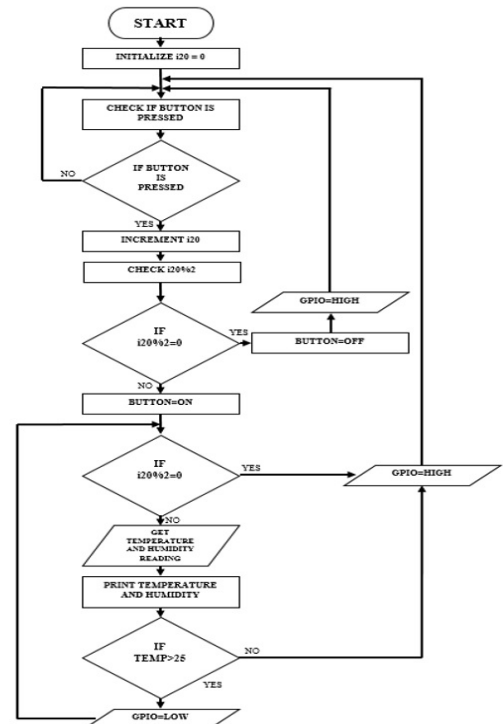 START
INITIALIZE i20 = 0
CHECK IF BUTTON IS
PRESSED
IF BUTTON
IS
PRESSED
NO
YES
INCREMENT i20
CHECK i20%2
GPIO=HIGH
IF
i20%2=0
YES
BUTTON=OFF
NO
BUTTON=ON
IF
i20%2=0
YES
GPIO=HIGH
NO
GET
TEMPERATURE
AND HUMIDITY
READING
PRINT TEMPERATURE
AND HUMIDITY
IF
TEMP>25
NO
YES
GPIO=LOW